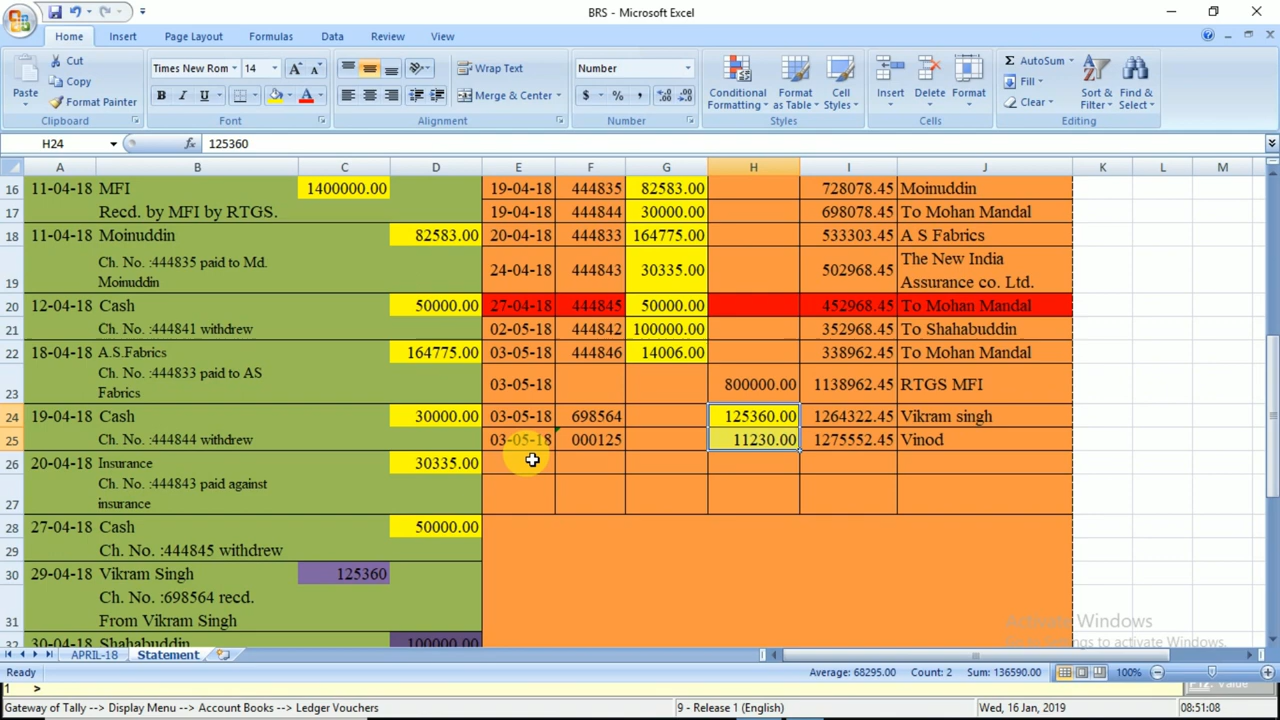 BRS - Microsoft Excel
Home Insert Page Layout Formulas Data Review View
Paste Cut Copy Format Painter Clipboard
Times New Rom 14 A A B I U A Font
Wrap Text Merge & Center Alignment
Number $ % , Number
Conditional Formatting Format as Table Cell Styles Styles
Insert Delete Format Cells
Σ AutoSum Fill Clear Sort & Filter Find & Select Editing
H24 fx 125360
A B C D E F G H I J K L M
16 11-04-18 MFI 1400000.00 19-04-18 444835 82583.00 728078.45 Moinuddin
17 Recd. by MFI by RTGS. 19-04-18 444844 30000.00 698078.45 To Mohan Mandal
18 11-04-18 Moinuddin 82583.00 20-04-18 444833 164775.00 533303.45 A S Fabrics
19 Ch. No. :444835 paid to Md. Moinuddin 24-04-18 444843 30335.00 502968.45 The New India Assurance co. Ltd.
20 12-04-18 Cash 50000.00 27-04-18 444845 50000.00 452968.45 To Mohan Mandal
21 Ch. No. :444841 withdrew 02-05-18 444842 100000.00 352968.45 To Shahabuddin
22 18-04-18 A.S.Fabrics 164775.00 03-05-18 444846 14006.00 338962.45 To Mohan Mandal
23 Ch. No. :444833 paid to AS Fabrics 03-05-18 800000.00 1138962.45 RTGS MFI
24 19-04-18 Cash 30000.00 03-05-18 698564 125360.00 1264322.45 Vikram singh
25 Ch. No. :444844 withdrew 03-05-18 000125 11230.00 1275552.45 Vinod
26 20-04-18 Insurance 30335.00
27 Ch. No. :444843 paid against insurance
28 27-04-18 Cash 50000.00
29 Ch. No. :444845 withdrew
30 29-04-18 Vikram Singh 125360
31 Ch. No. :698564 recd. From Vikram Singh
32 30-04-18 Shahabuddin 100000.00
Activate Windows
APRIL-18 Statement
Ready Average: 68295.00 Count: 2 Sum: 136590.00 100%
1 > F12: Value
Gateway of Tally --> Display Menu --> Account Books --> Ledger Vouchers 9 - Release 1 (English) Wed, 16 Jan, 2019 08:51:08